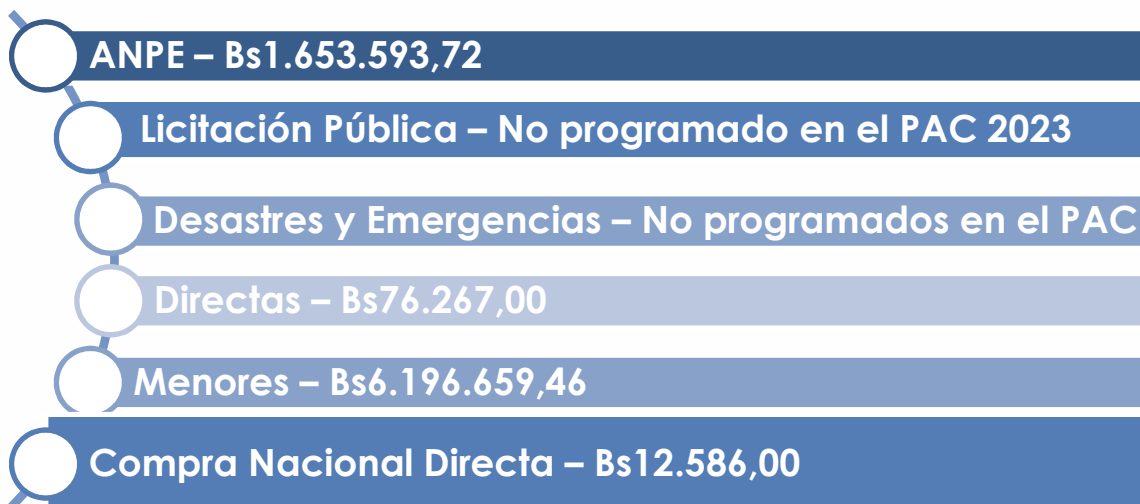 ANPE – Bs1.653.593,72
Licitación Pública – No programado en el PAC 2023
Desastres y Emergencias – No programados en el PAC
Directas – Bs76.267,00
Menores – Bs6.196.659,46
Compra Nacional Directa – Bs12.586,00